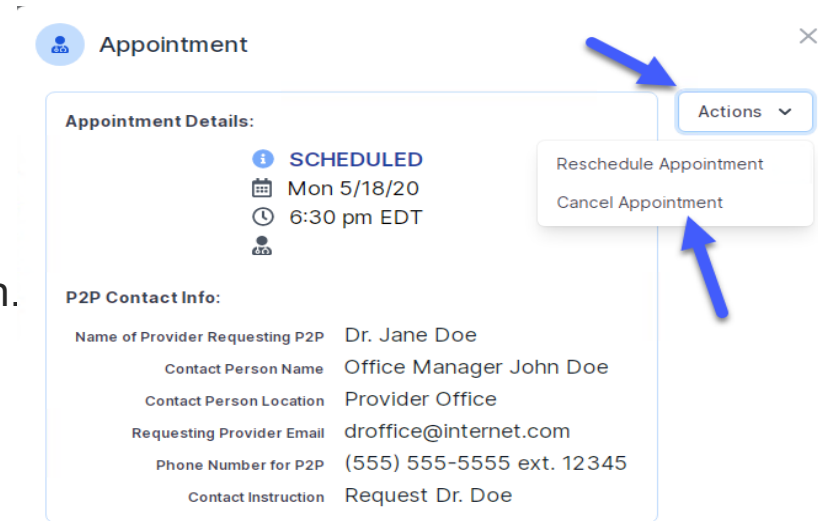 Appointment
Actions
Appointment Details:
SCHEDULED
Mon 5/18/20
6:30 pm EDT
Reschedule Appointment
Cancel Appointment
n.
P2P Contact Info:
Name of Provider Requesting P2P Dr. Jane Doe
Contact Person Name Office Manager John Doe
Contact Person Location Provider Office
Requesting Provider Email droffice@internet.com
Phone Number for P2P (555) 555-5555 ext. 12345
Contact Instruction Request Dr. Doe